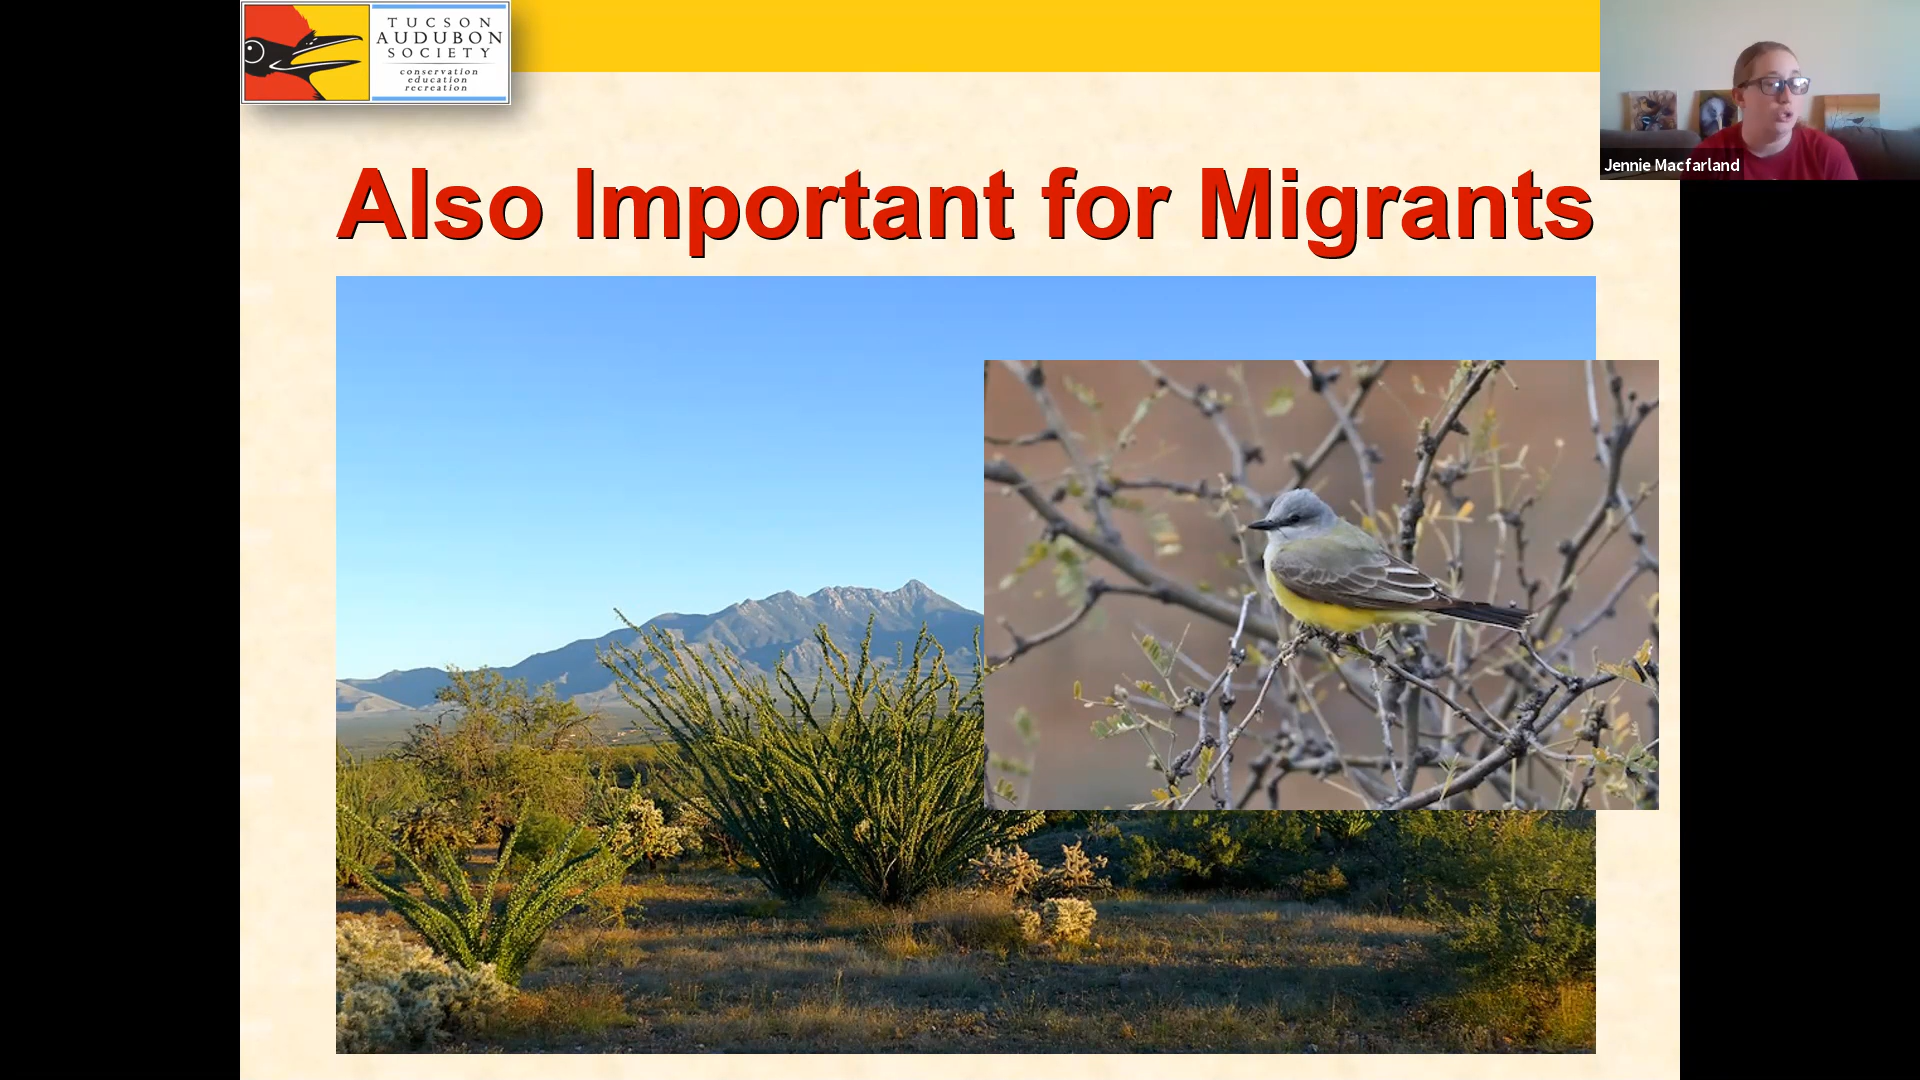 TUCSON
AUDUBON
SOCIETY
conservation
education
recreation
Jennie Macfarland
Also Important for Migrants